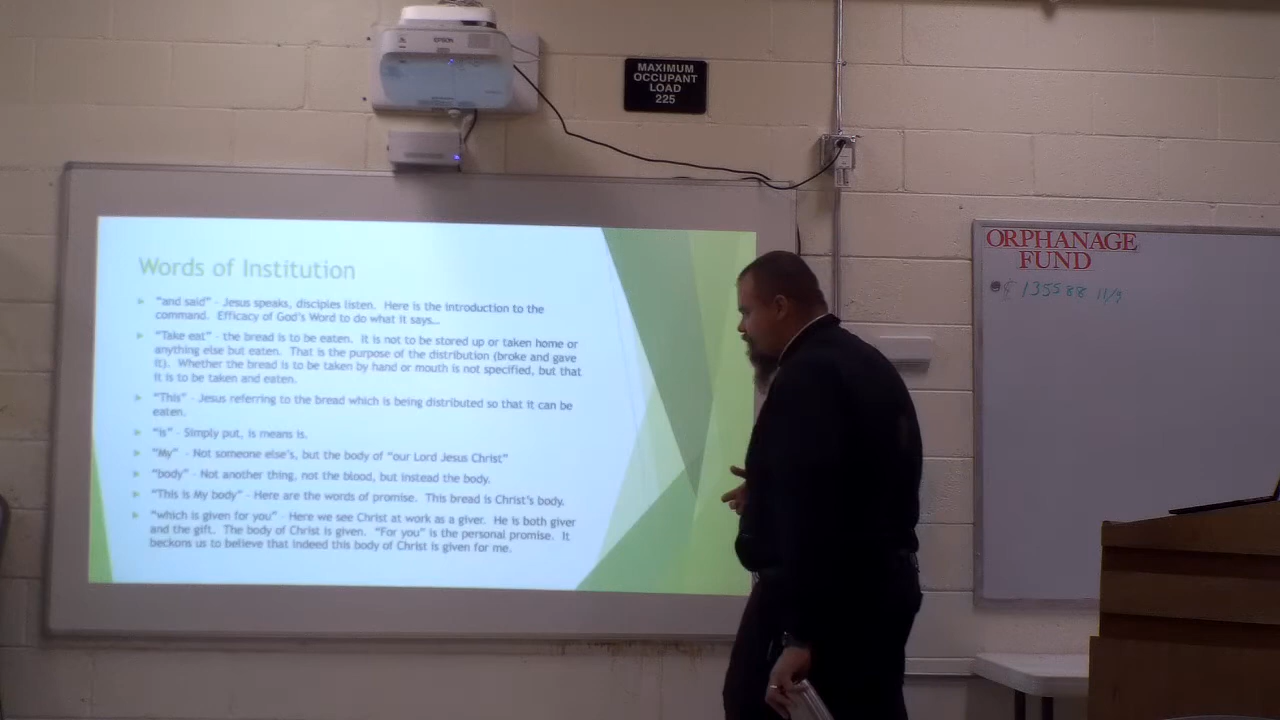 EPSON
MAXIMUM
OCCUPANT
LOAD
225
ORPHANAGE
FUND
135588 11/9
Words of Institution
"and said" - Jesus speaks, disciples listen. Here is the introduction to the
command. Efficacy of God's Word to do what it says...
"Take eat" - the bread is to be eaten. It is not to be stored up or taken home or
anything else but eaten. That is the purpose of the distribution (broke and gave
it). Whether the bread is to be taken by hand or mouth is not specified, but that
it is to be taken and eaten.
"This" - Jesus referring to the bread which is being distributed so that it can be
eaten.
"is" - Simply put, is means is.
"My" - Not someone else's, but the body of "our Lord Jesus Christ"
"body" - Not another thing, not the blood, but instead the body.
"This is My body" - Here are the words of promise. This bread is Christ's body.
"which is given for you" - Here we see Christ at work as a giver. He is both giver
and the gift. The body of Christ is given. "For you" is the personal promise. It
beckons us to believe that indeed this body of Christ is given for me.